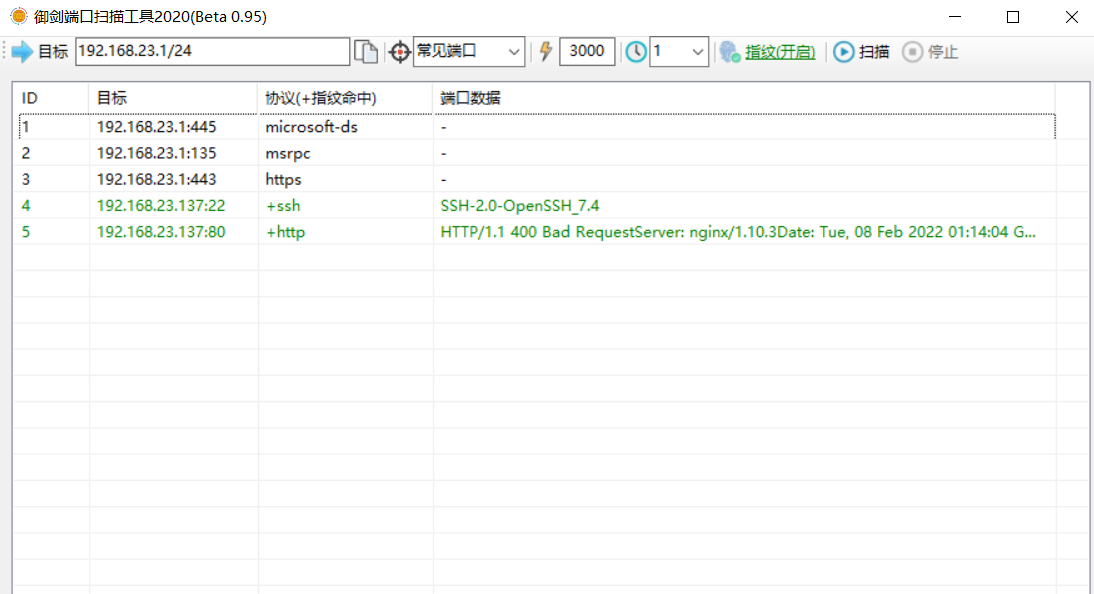 御剑端口扫描工具2020(Beta 0.95)
目标 192.168.23.1/24 常见端口 3000 1 指纹(开启) 扫描 停止
ID 目标 协议(+指纹命中) 端口数据
1 192.168.23.1:445 microsoft-ds -
2 192.168.23.1:135 msrpc -
3 192.168.23.1:443 https -
4 192.168.23.137:22 +ssh SSH-2.0-OpenSSH_7.4
5 192.168.23.137:80 +http HTTP/1.1 400 Bad RequestServer: nginx/1.10.3Date: Tue, 08 Feb 2022 01:14:04 G...